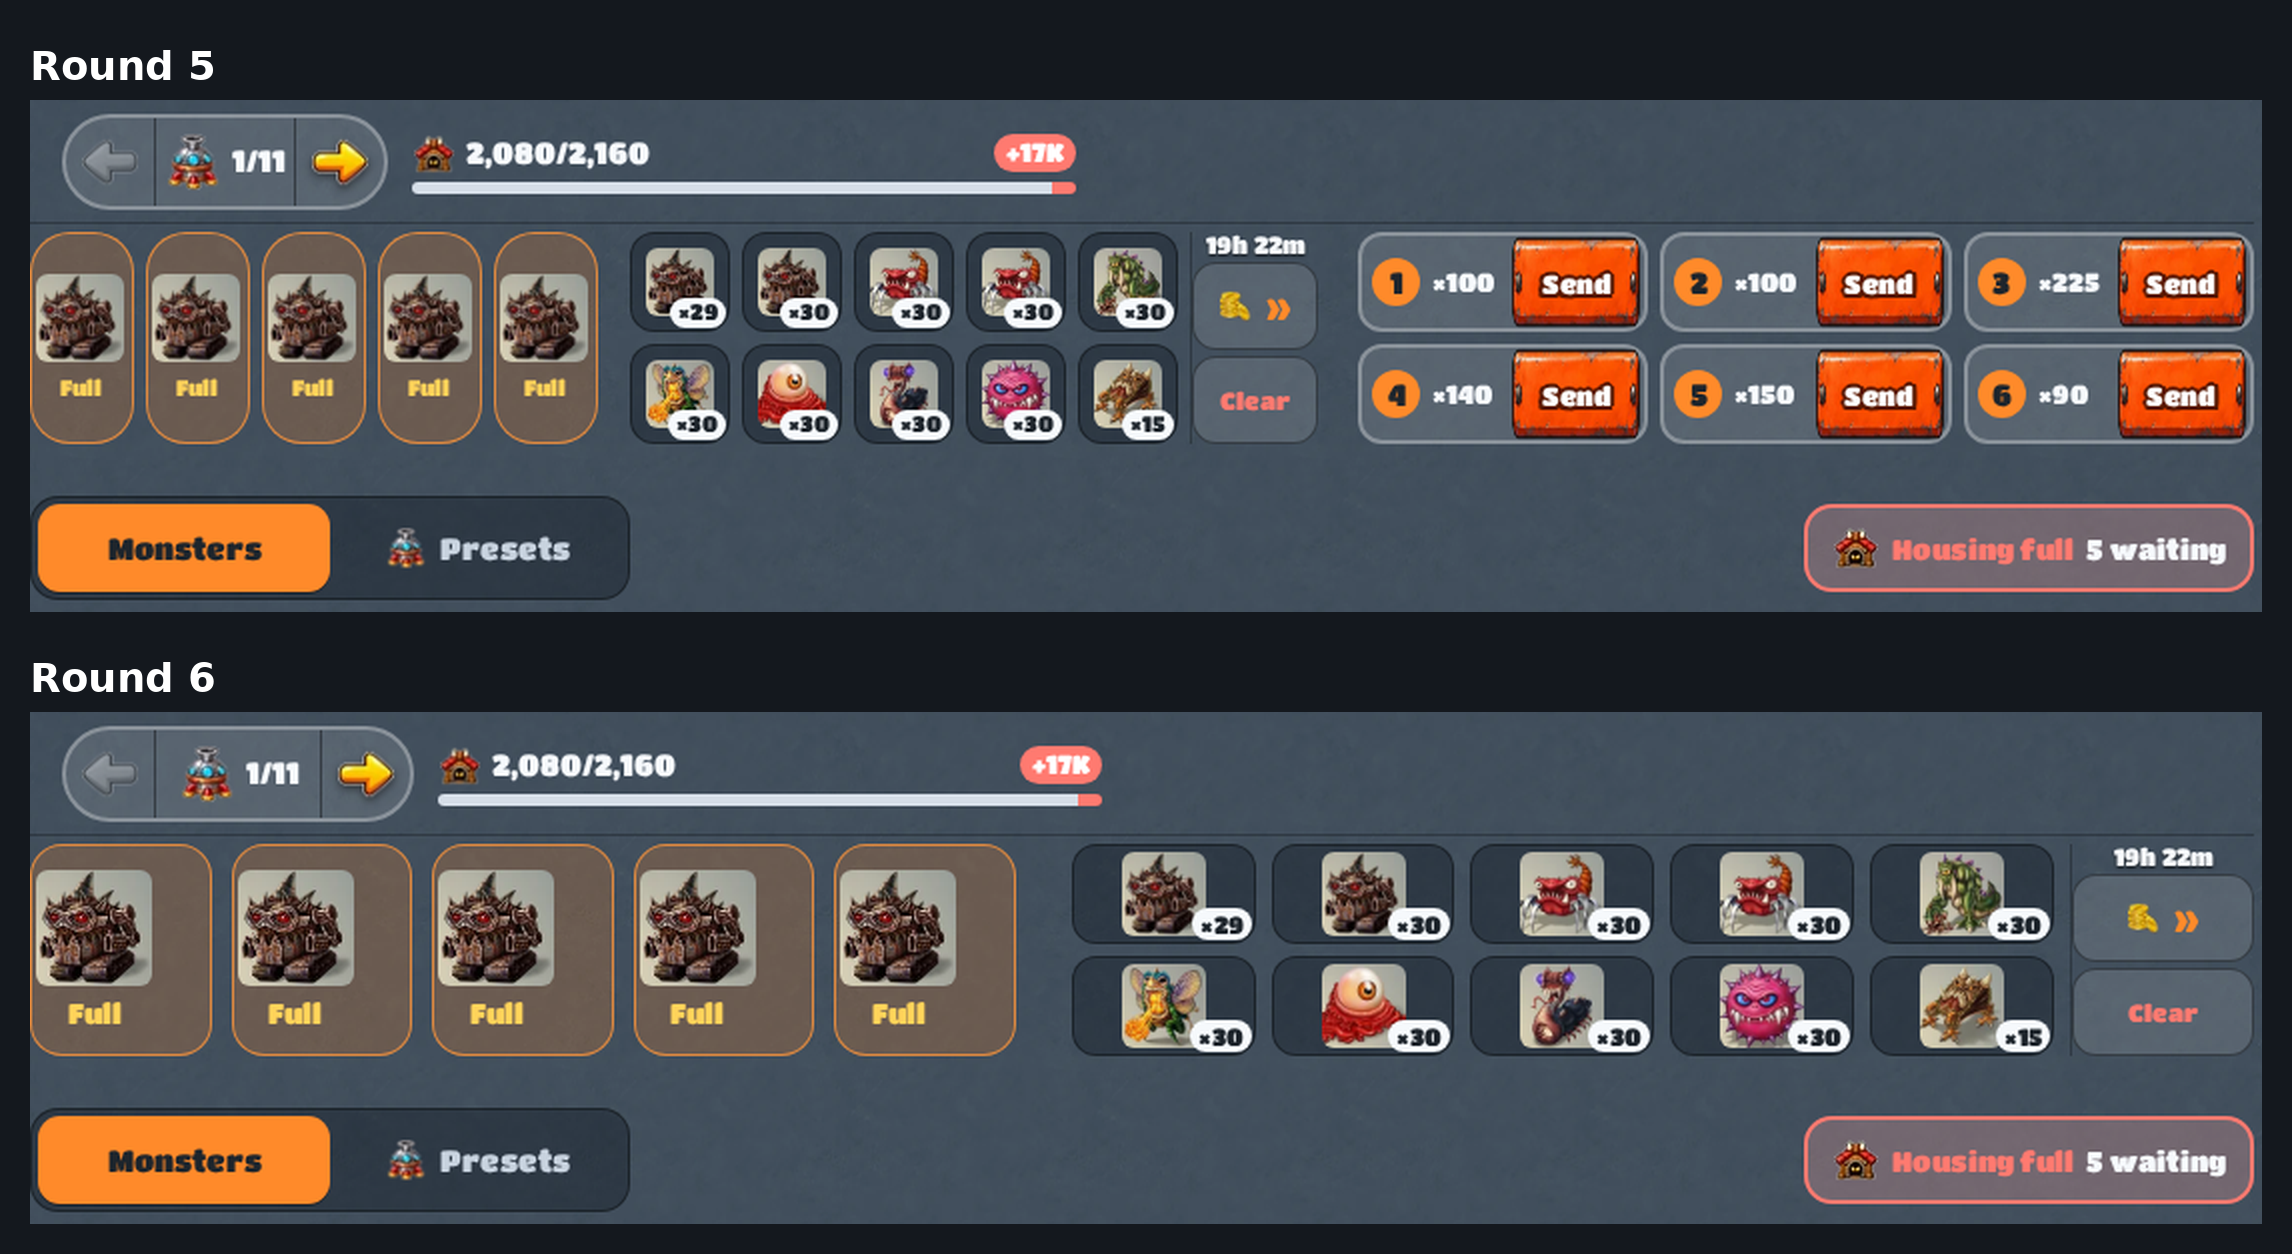 Round 5
1/11
2,080/2,160
+17K
Full Full Full Full Full
×29 ×30 ×30 ×30 ×30
×30 ×30 ×30 ×30 ×15
19h 22m
Clear
1 ×100 Send 2 ×100 Send 3 ×225 Send
4 ×140 Send 5 ×150 Send 6 ×90 Send
Monsters Presets
Housing full 5 waiting
Round 6
1/11
2,080/2,160
+17K
Full Full Full Full Full
×29 ×30 ×30 ×30 ×30
×30 ×30 ×30 ×30 ×15
19h 22m
Clear
Monsters Presets
Housing full 5 waiting